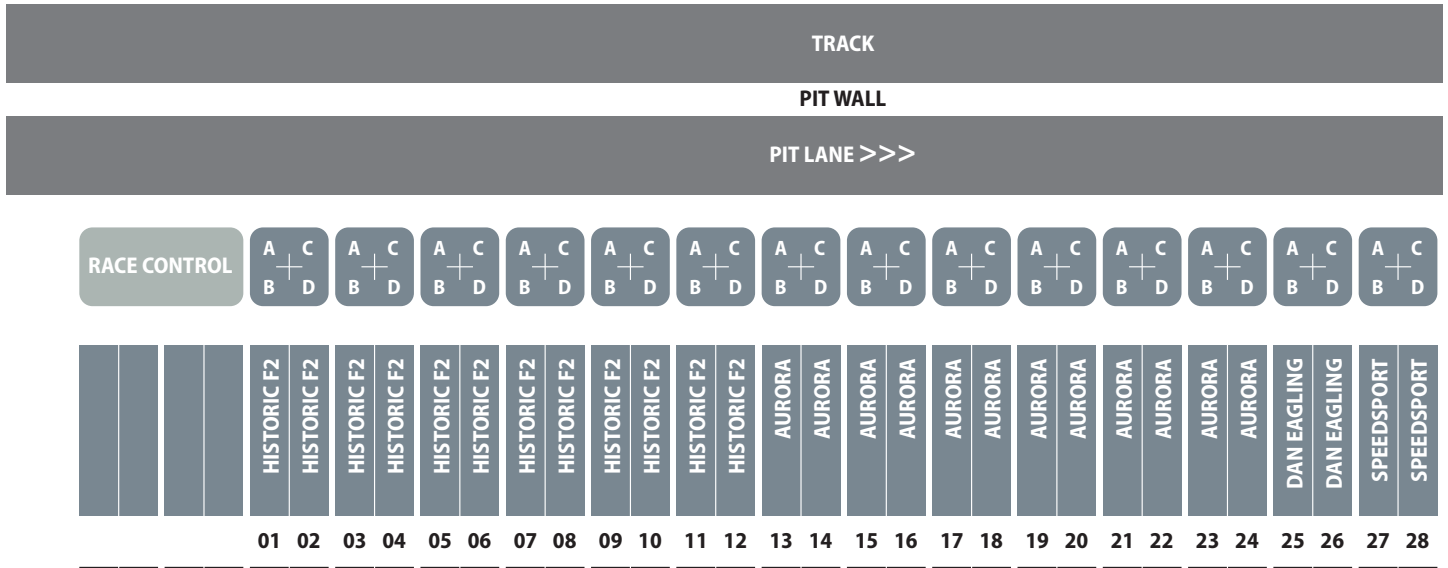 TRACK
PIT WALL
PIT LANE >>>
RACE CONTROL
A C A C A C A C A C A C A C A C A C A C A C A C A C A C
B D B D B D B D B D B D B D B D B D B D B D B D B D B D
HISTORIC F2
HISTORIC F2
HISTORIC F2
HISTORIC F2
HISTORIC F2
HISTORIC F2
HISTORIC F2
HISTORIC F2
HISTORIC F2
HISTORIC F2
HISTORIC F2
HISTORIC F2
AURORA
AURORA
AURORA
AURORA
AURORA
AURORA
AURORA
AURORA
AURORA
AURORA
AURORA
AURORA
DAN EAGLING
DAN EAGLING
SPEEDSPORT
SPEEDSPORT
01 02 03 04 05 06 07 08 09 10 11 12 13 14 15 16 17 18 19 20 21 22 23 24 25 26 27 28